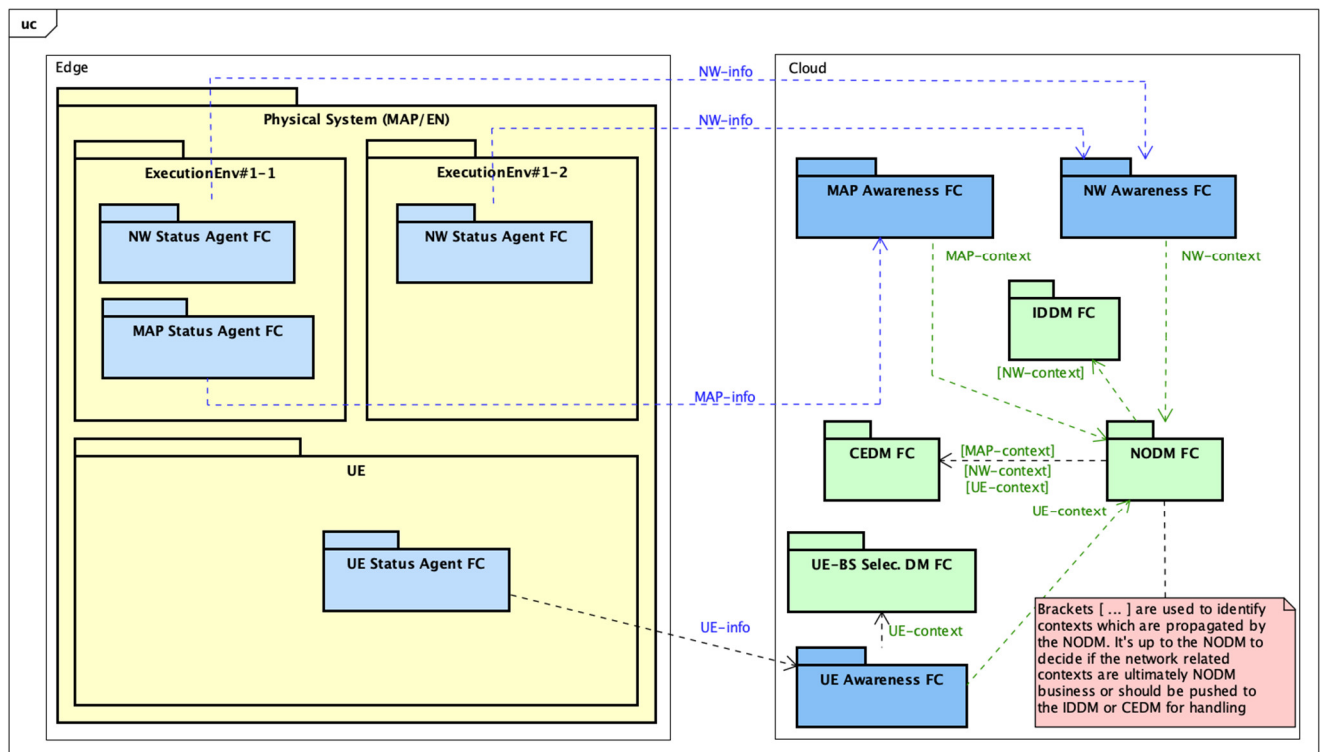 uc
Edge
Cloud
NW-info
NW-info
Physical System (MAP/EN)
ExecutionEnv#1-1
ExecutionEnv#1-2
NW Status Agent FC
NW Status Agent FC
MAP Status Agent FC
MAP Awareness FC
NW Awareness FC
MAP-context
NW-context
IDDM FC
[NW-context]
MAP-info
CEDM FC
[MAP-context]
[NW-context]
[UE-context]
NODM FC
UE-context
UE
UE Status Agent FC
UE-BS Selec. DM FC
UE-info
UE-context
UE Awareness FC
Brackets [ ... ] are used to identify
contexts which are propagated by
the NODM. It's up to the NODM to
decide if the network related
contexts are ultimately NODM
business or should be pushed to
the IDDM or CEDM for handling